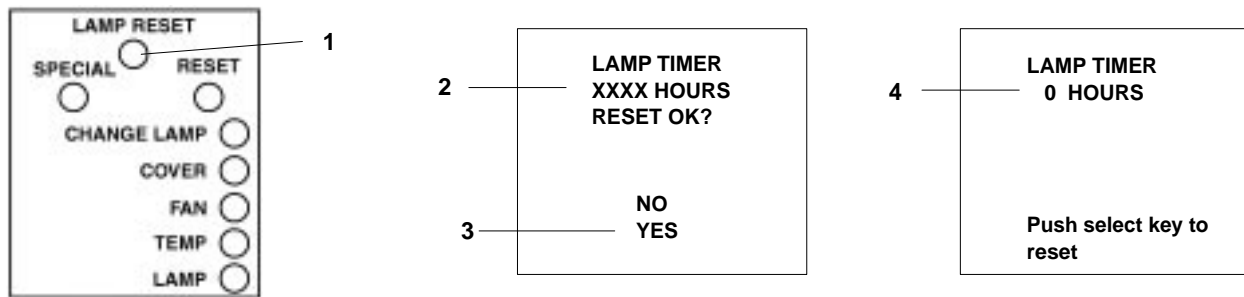 LAMP RESET
1
SPECIAL RESET
CHANGE LAMP
COVER
FAN
TEMP
LAMP
LAMP TIMER
2 XXXX HOURS
RESET OK?
NO
3 YES
LAMP TIMER
4 0 HOURS
Push select key to
reset